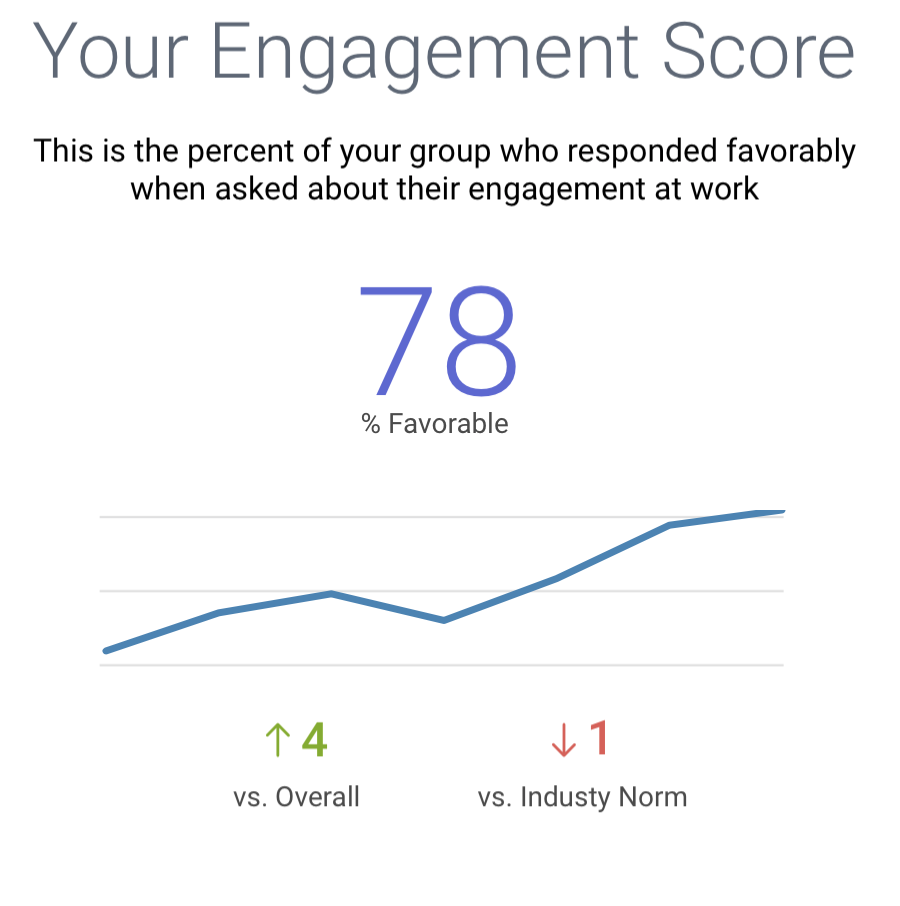 Your Engagement Score
This is the percent of your group who responded favorably
when asked about their engagement at work
78
% Favorable
↑ 4
vs. Overall
↓ 1
vs. Industy Norm